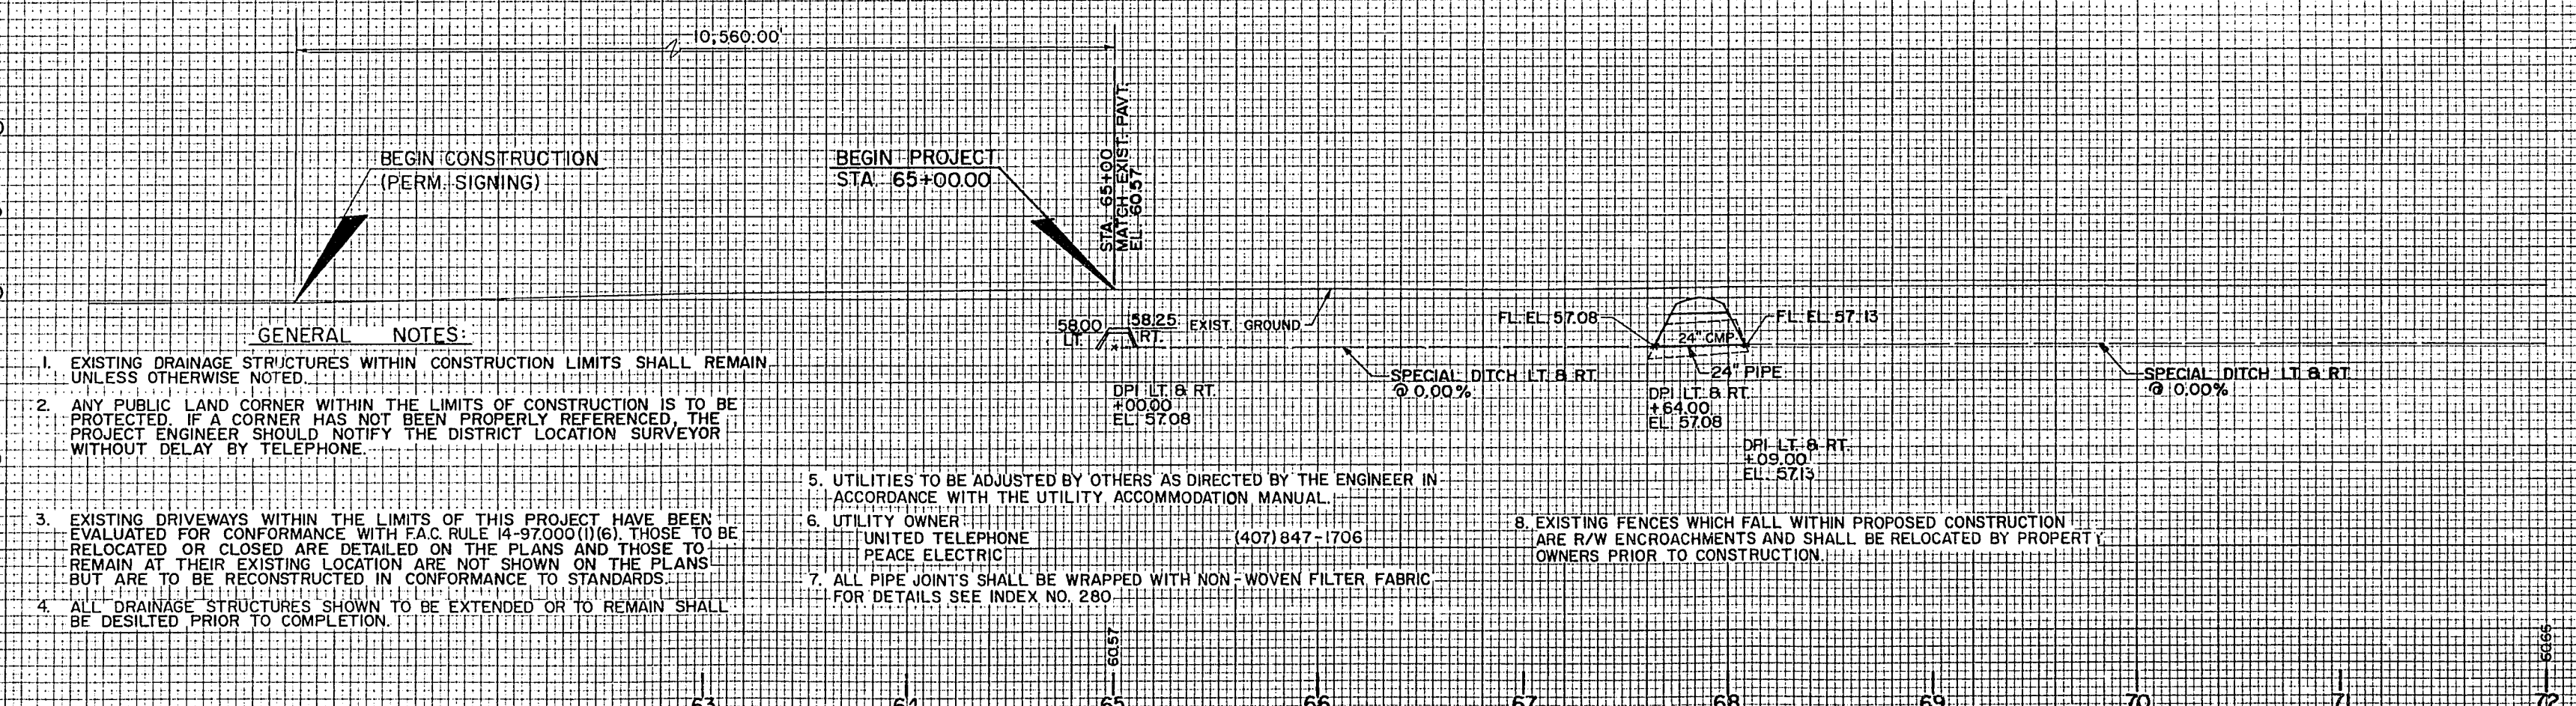 10,560.00'
BEGIN CONSTRUCTION
(PERM. SIGNING)
BEGIN PROJECT
STA. 65+00.00
STA. 65+00
MATCH EXIST. PAVT.
EL. 60.57
GENERAL NOTES:
1. EXISTING DRAINAGE STRUCTURES WITHIN CONSTRUCTION LIMITS SHALL REMAIN
UNLESS OTHERWISE NOTED.
2. ANY PUBLIC LAND CORNER WITHIN THE LIMITS OF CONSTRUCTION IS TO BE
PROTECTED. IF A CORNER HAS NOT BEEN PROPERLY REFERENCED, THE
PROJECT ENGINEER SHOULD NOTIFY THE DISTRICT LOCATION SURVEYOR
WITHOUT DELAY BY TELEPHONE.
3. EXISTING DRIVEWAYS WITHIN THE LIMITS OF THIS PROJECT HAVE BEEN
EVALUATED FOR CONFORMANCE WITH F.A.C. RULE 14-97.000(1)(6). THOSE TO BE
RELOCATED OR CLOSED ARE DETAILED ON THE PLANS AND THOSE TO
REMAIN AT THEIR EXISTING LOCATION ARE NOT SHOWN ON THE PLANS
BUT ARE TO BE RECONSTRUCTED IN CONFORMANCE TO STANDARDS.
4. ALL DRAINAGE STRUCTURES SHOWN TO BE EXTENDED OR TO REMAIN SHALL
BE DESILTED PRIOR TO COMPLETION.
58.00
LT.
58.25
RT.
EXIST. GROUND
DPI LT. & RT.
+00.00
EL. 57.08
SPECIAL DITCH LT. & RT.
@ 0.00%
FL. EL. 57.08
24" CMP
FL. EL. 57.13
24" PIPE
DPI LT. & RT.
+64.00
EL. 57.08
DPI LT. & RT.
+09.00
EL. 57.13
SPECIAL DITCH LT. & RT.
@ 0.00%
5. UTILITIES TO BE ADJUSTED BY OTHERS AS DIRECTED BY THE ENGINEER IN
ACCORDANCE WITH THE UTILITY ACCOMMODATION MANUAL.
6. UTILITY OWNER
UNITED TELEPHONE (407) 847-1706
PEACE ELECTRIC
7. ALL PIPE JOINTS SHALL BE WRAPPED WITH NON-WOVEN FILTER FABRIC
FOR DETAILS SEE INDEX NO. 280
8. EXISTING FENCES WHICH FALL WITHIN PROPOSED CONSTRUCTION
ARE R/W ENCROACHMENTS AND SHALL BE RELOCATED BY PROPERTY
OWNERS PRIOR TO CONSTRUCTION.
60.57
60.66
63 64 65 66 67 68 69 70 71 72